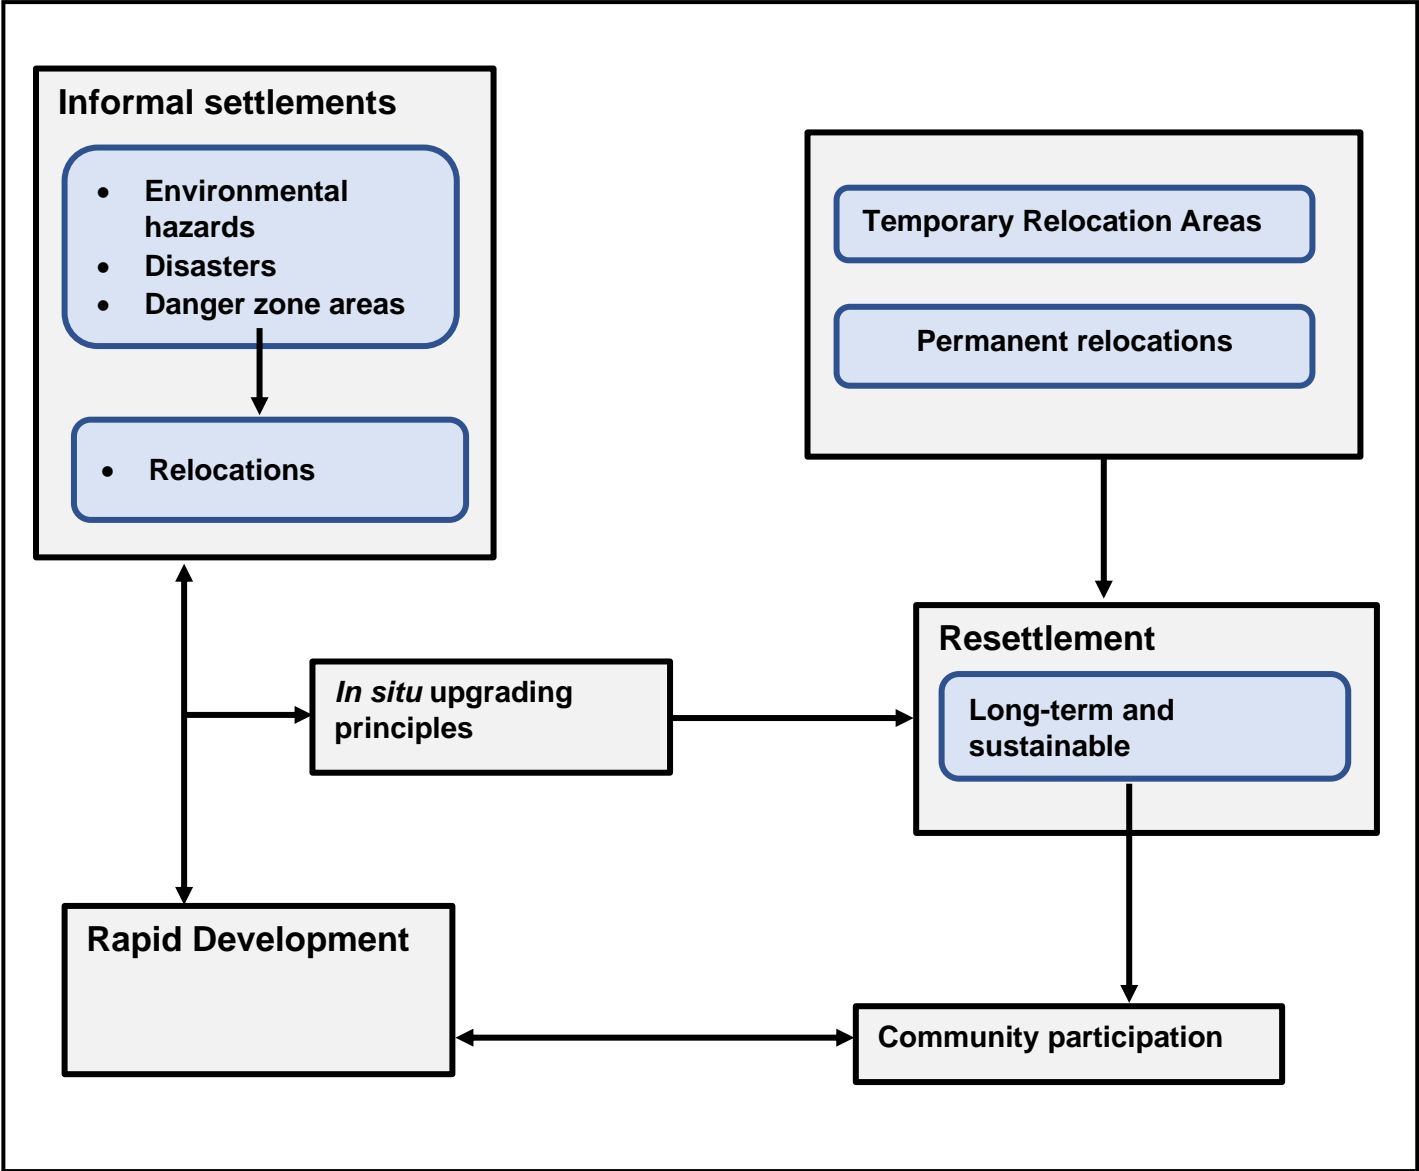 Informal settlements
• Environmental
hazards
• Disasters
• Danger zone areas
• Relocations
Temporary Relocation Areas
Permanent relocations
In situ upgrading
principles
Resettlement
Long-term and
sustainable
Rapid Development
Community participation